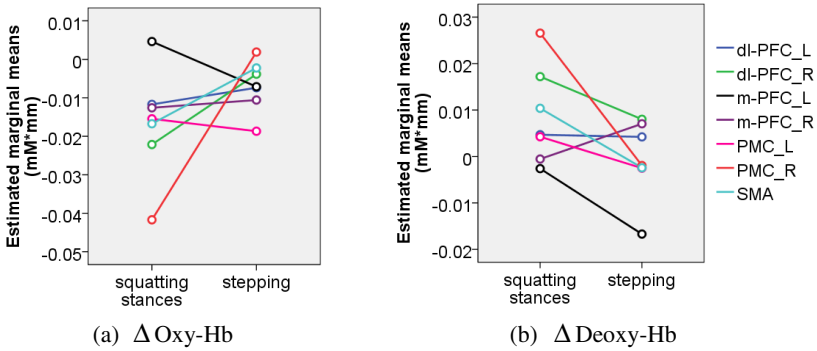 Estimated marginal means
(mM*mm)
0.01
0
-0.01
-0.02
-0.03
-0.04
-0.05
squatting
stances
stepping
(a) Δ Oxy-Hb
Estimated marginal means
(mM*mm)
0.03
0.02
0.01
0
-0.01
-0.02
squatting
stances
stepping
(b) Δ Deoxy-Hb
dl-PFC_L
dl-PFC_R
m-PFC_L
m-PFC_R
PMC_L
PMC_R
SMA